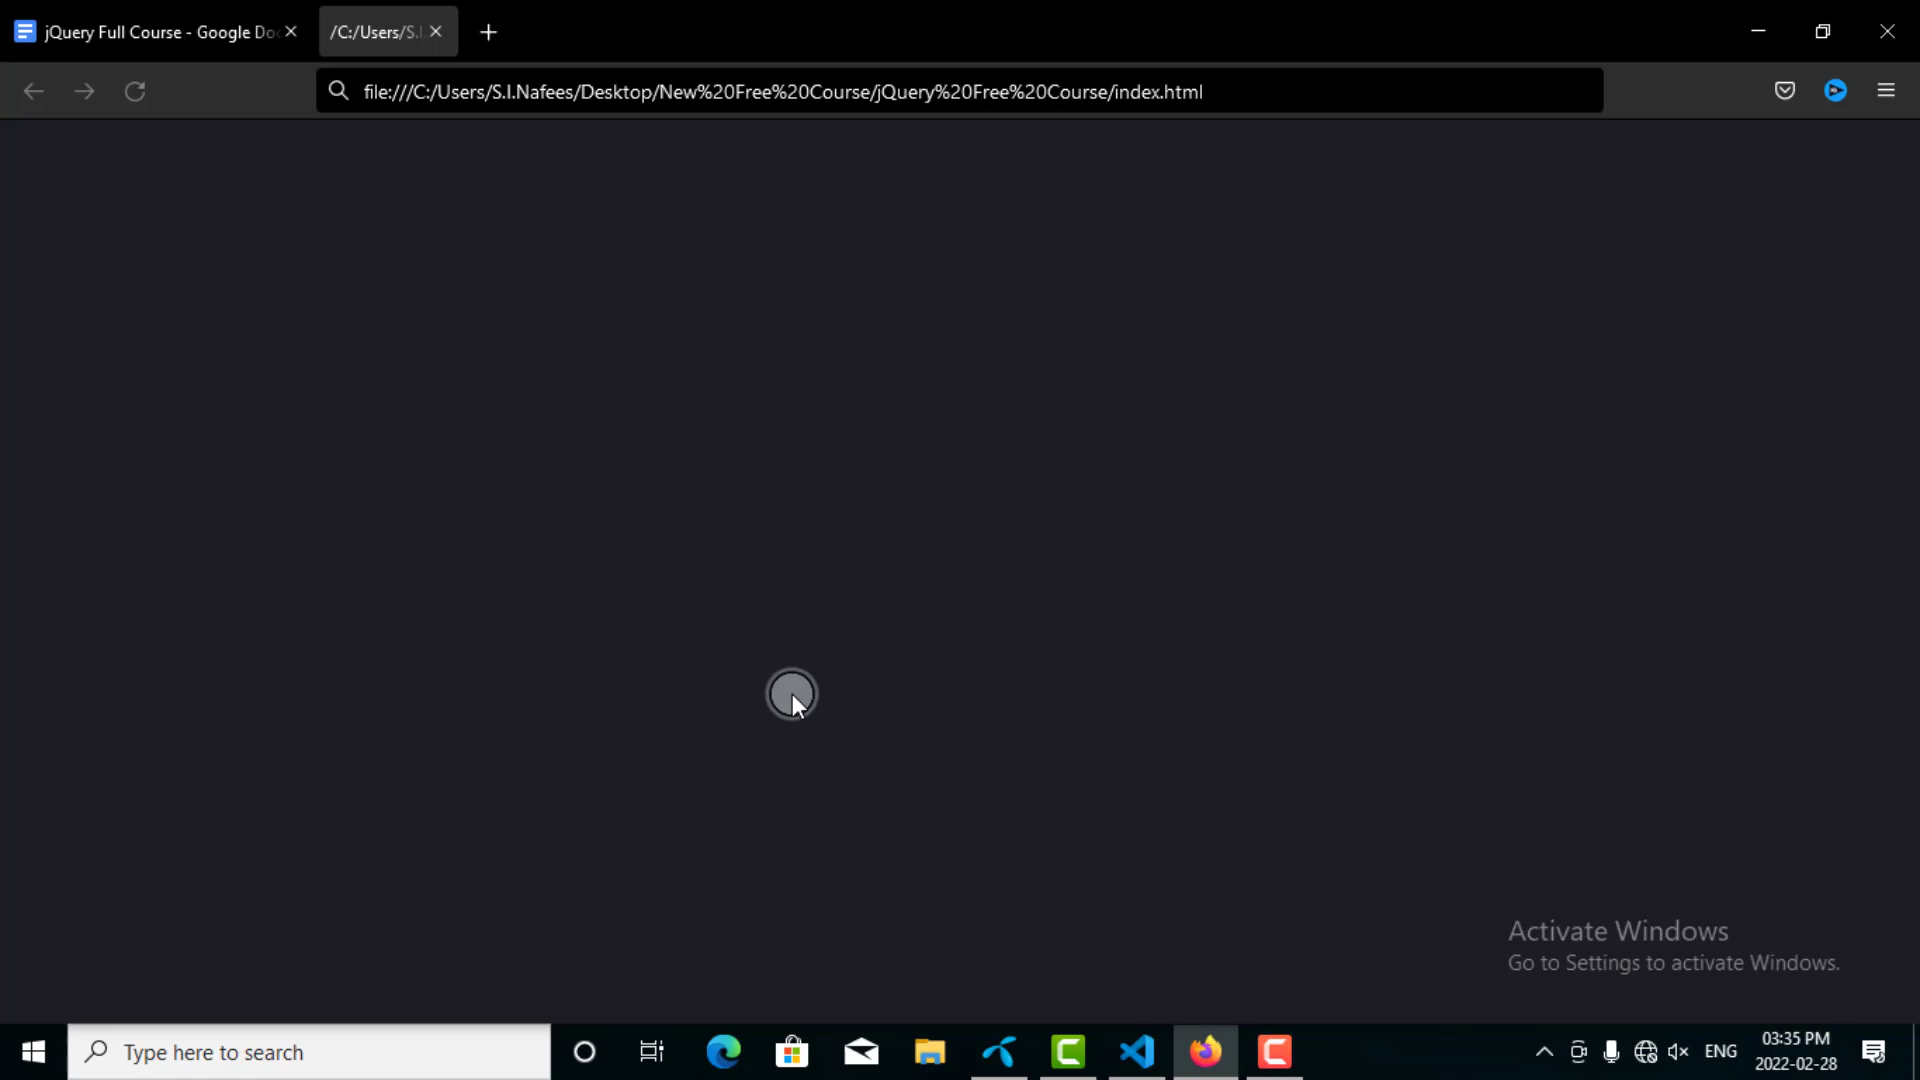 jQuery Full Course - Google Do
/C:/Users/S.I
file:///C:/Users/S.I.Nafees/Desktop/New%20Free%20Course/jQuery%20Free%20Course/index.html
Activate Windows
Go to Settings to activate Windows.
Type here to search
ENG
03:35 PM
2022-02-28